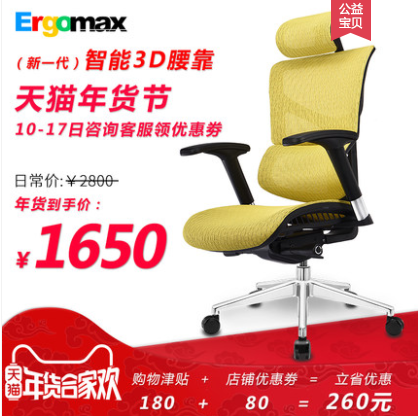 Ergomax
公益
宝贝
（新一代）智能3D腰靠
天猫年货节
10-17日咨询客服领优惠券
日常价:￥2800
年货到手价：
￥1650
天猫 年货合家欢
购物津贴 店铺优惠券 立省优惠
180 + 80 = 260元